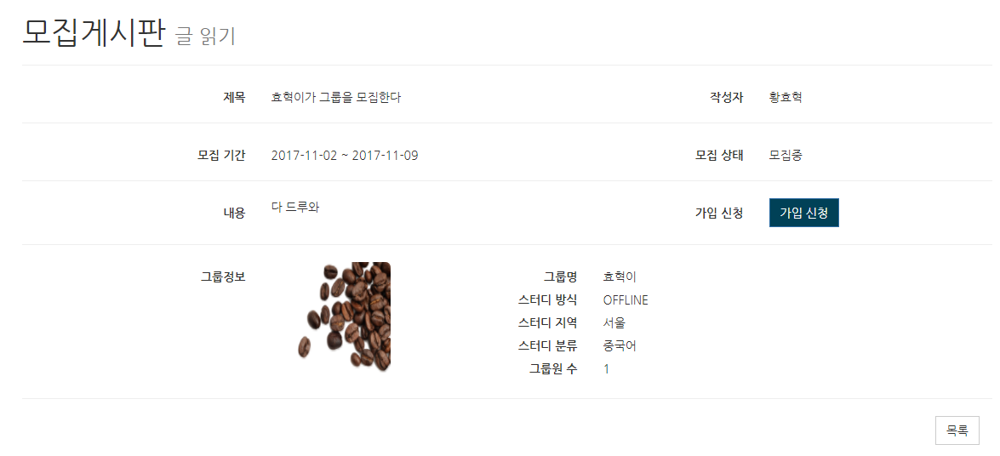 모집게시판 글 읽기
제목 효혁이가 그룹을 모집한다 작성자 황효혁
모집 기간 2017-11-02 ~ 2017-11-09 모집 상태 모집중
내용 다 드루와 가입 신청 가입 신청
그룹정보 그룹명 효혁이
스터디 방식 OFFLINE
스터디 지역 서울
스터디 분류 중국어
그룹원 수 1
목록